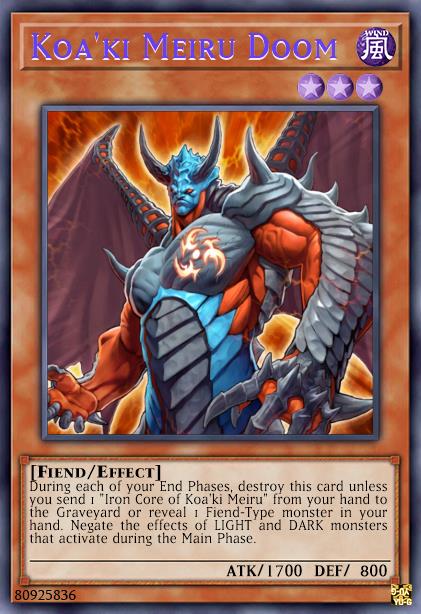 Koa'ki Meiru Doom
WIND
風
[Fiend/Effect]
During each of your End Phases, destroy this card unless
you send 1 "Iron Core of Koa'ki Meiru" from your hand to
the Graveyard or reveal 1 Fiend-Type monster in your
hand. Negate the effects of LIGHT and DARK monsters
that activate during the Main Phase.
ATK/1700 DEF/ 800
80925836